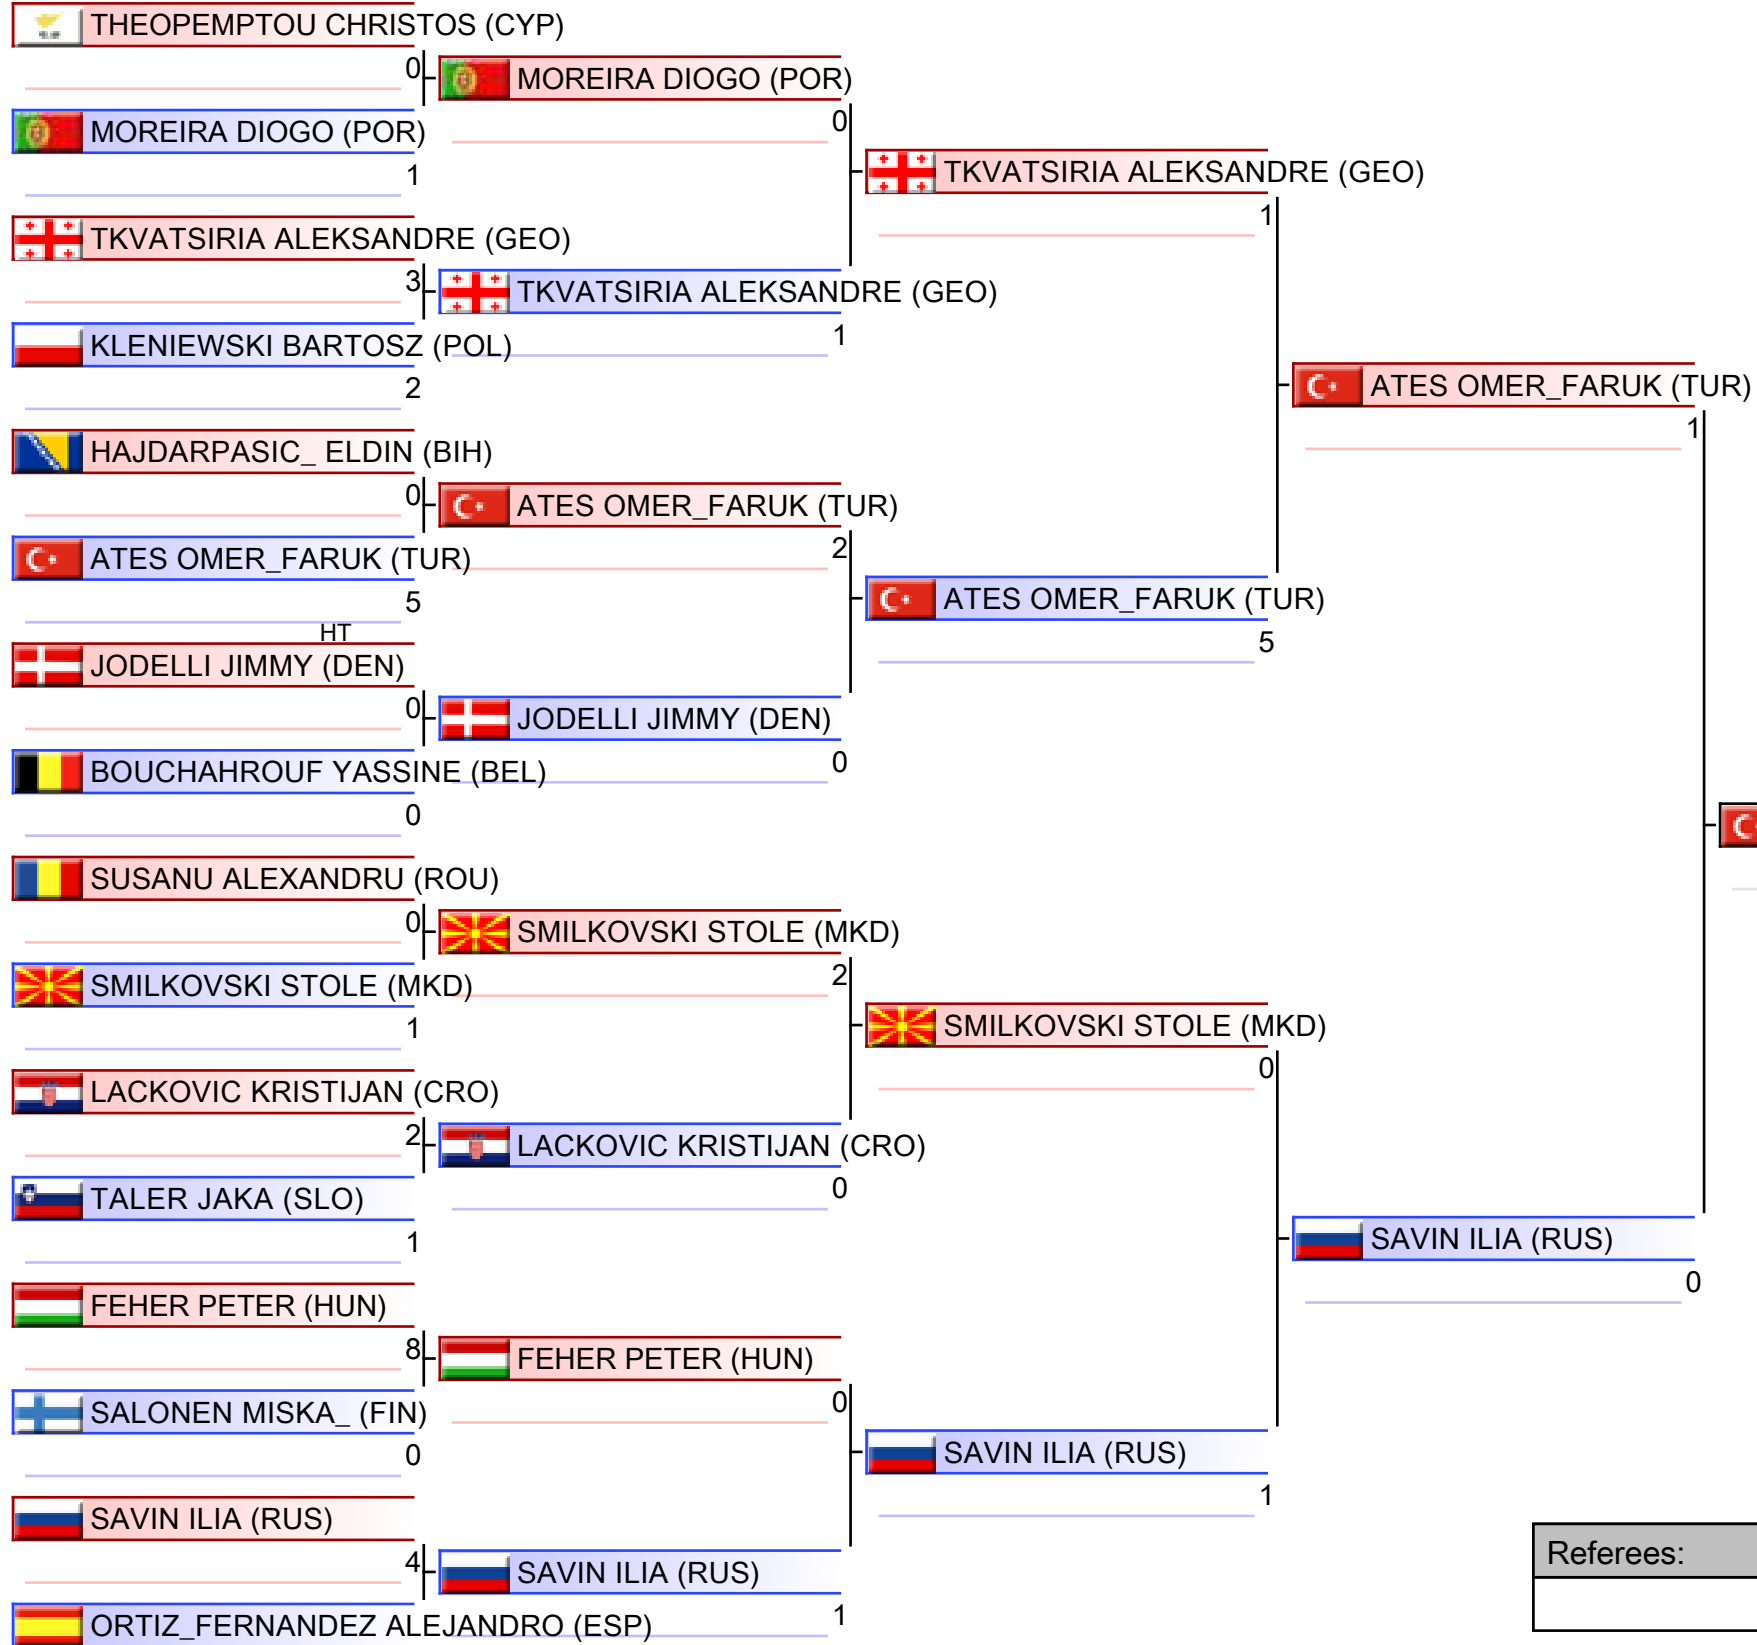 THEOPEMPTOU CHRISTOS (CYP)
0
MOREIRA DIOGO (POR)
1
TKVATSIRIA ALEKSANDRE (GEO)
3
KLENIEWSKI BARTOSZ (POL)
2
HAJDARPASIC_ ELDIN (BIH)
0
ATES OMER_FARUK (TUR)
5
HT
JODELLI JIMMY (DEN)
0
BOUCHAHROUF YASSINE (BEL)
0
SUSANU ALEXANDRU (ROU)
0
SMILKOVSKI STOLE (MKD)
1
LACKOVIC KRISTIJAN (CRO)
2
TALER JAKA (SLO)
1
FEHER PETER (HUN)
8
SALONEN MISKA_ (FIN)
0
SAVIN ILIA (RUS)
4
ORTIZ_FERNANDEZ ALEJANDRO (ESP)
MOREIRA DIOGO (POR)
0
TKVATSIRIA ALEKSANDRE (GEO)
1
ATES OMER_FARUK (TUR)
2
JODELLI JIMMY (DEN)
0
SMILKOVSKI STOLE (MKD)
2
LACKOVIC KRISTIJAN (CRO)
0
FEHER PETER (HUN)
0
SAVIN ILIA (RUS)
1
TKVATSIRIA ALEKSANDRE (GEO)
1
ATES OMER_FARUK (TUR)
5
SMILKOVSKI STOLE (MKD)
0
SAVIN ILIA (RUS)
1
ATES OMER_FARUK (TUR)
1
SAVIN ILIA (RUS)
0
Referees: